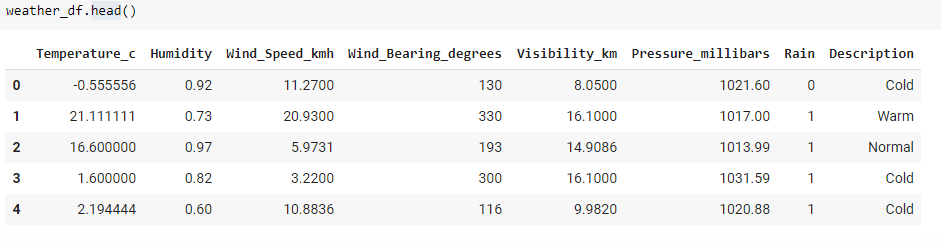 weather_df.head()
Temperature_c Humidity Wind_Speed_kmh Wind_Bearing_degrees Visibility_km Pressure_millibars Rain Description
0 -0.555556 0.92 11.2700 130 8.0500 1021.60 0 Cold
1 21.111111 0.73 20.9300 330 16.1000 1017.00 1 Warm
2 16.600000 0.97 5.9731 193 14.9086 1013.99 1 Normal
3 1.600000 0.82 3.2200 300 16.1000 1031.59 1 Cold
4 2.194444 0.60 10.8836 116 9.9820 1020.88 1 Cold